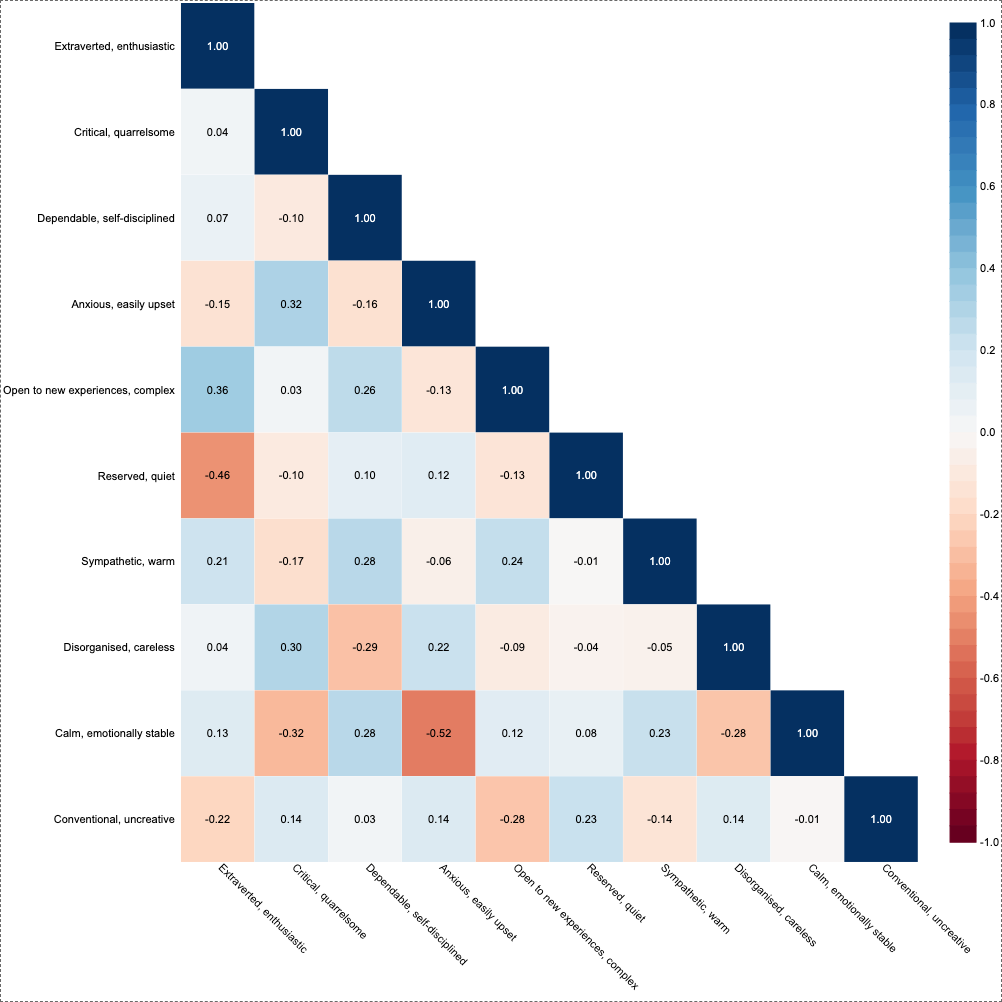 Extraverted, enthusiastic 1.00
Critical, quarrelsome 0.04 1.00
Dependable, self-disciplined 0.07 -0.10 1.00
Anxious, easily upset -0.15 0.32 -0.16 1.00
Open to new experiences, complex 0.36 0.03 0.26 -0.13 1.00
Reserved, quiet -0.46 -0.10 0.10 0.12 -0.13 1.00
Sympathetic, warm 0.21 -0.17 0.28 -0.06 0.24 -0.01 1.00
Disorganised, careless 0.04 0.30 -0.29 0.22 -0.09 -0.04 -0.05 1.00
Calm, emotionally stable 0.13 -0.32 0.28 -0.52 0.12 0.08 0.23 -0.28 1.00
Conventional, uncreative -0.22 0.14 0.03 0.14 -0.28 0.23 -0.14 0.14 -0.01 1.00
Extraverted, enthusiastic
Critical, quarrelsome
Dependable, self-disciplined
Anxious, easily upset
Open to new experiences, complex
Reserved, quiet
Sympathetic, warm
Disorganised, careless
Calm, emotionally stable
Conventional, uncreative
1.0
0.8
0.6
0.4
0.2
0.0
-0.2
-0.4
-0.6
-0.8
-1.0